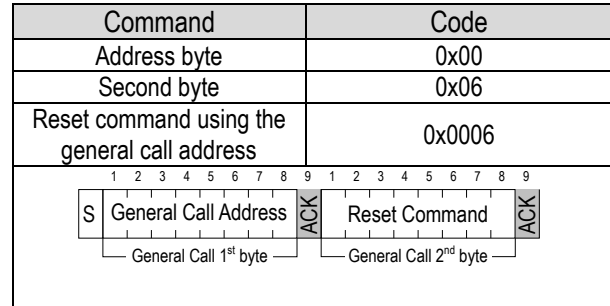 Command Code
Address byte 0x00
Second byte 0x06
Reset command using the
general call address 0x0006
1 2 3 4 5 6 7 8 9 1 2 3 4 5 6 7 8 9
S General Call Address ACK Reset Command ACK
General Call 1st byte General Call 2nd byte